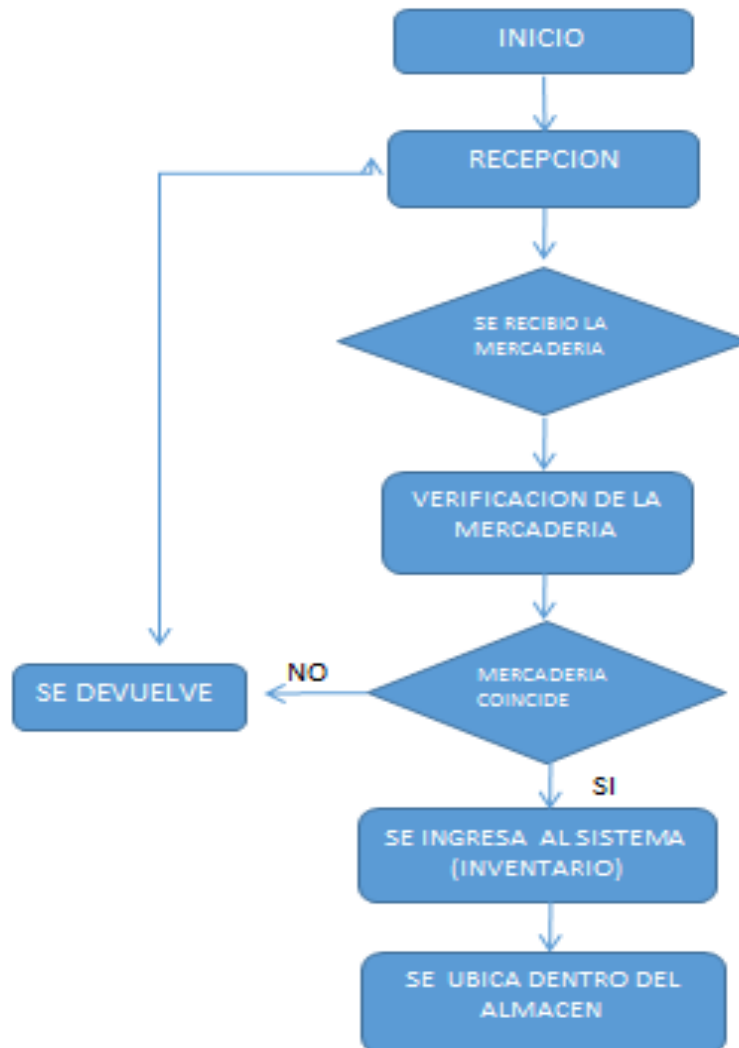 INICIO
RECEPCION
SE RECIBIO LA
MERCADERIA
VERIFICACION DE LA
MERCADERIA
MERCADERIA
COINCIDE
NO
SE DEVUELVE
SI
SE INGRESA AL SISTEMA
(INVENTARIO)
SE UBICA DENTRO DEL
ALMACEN